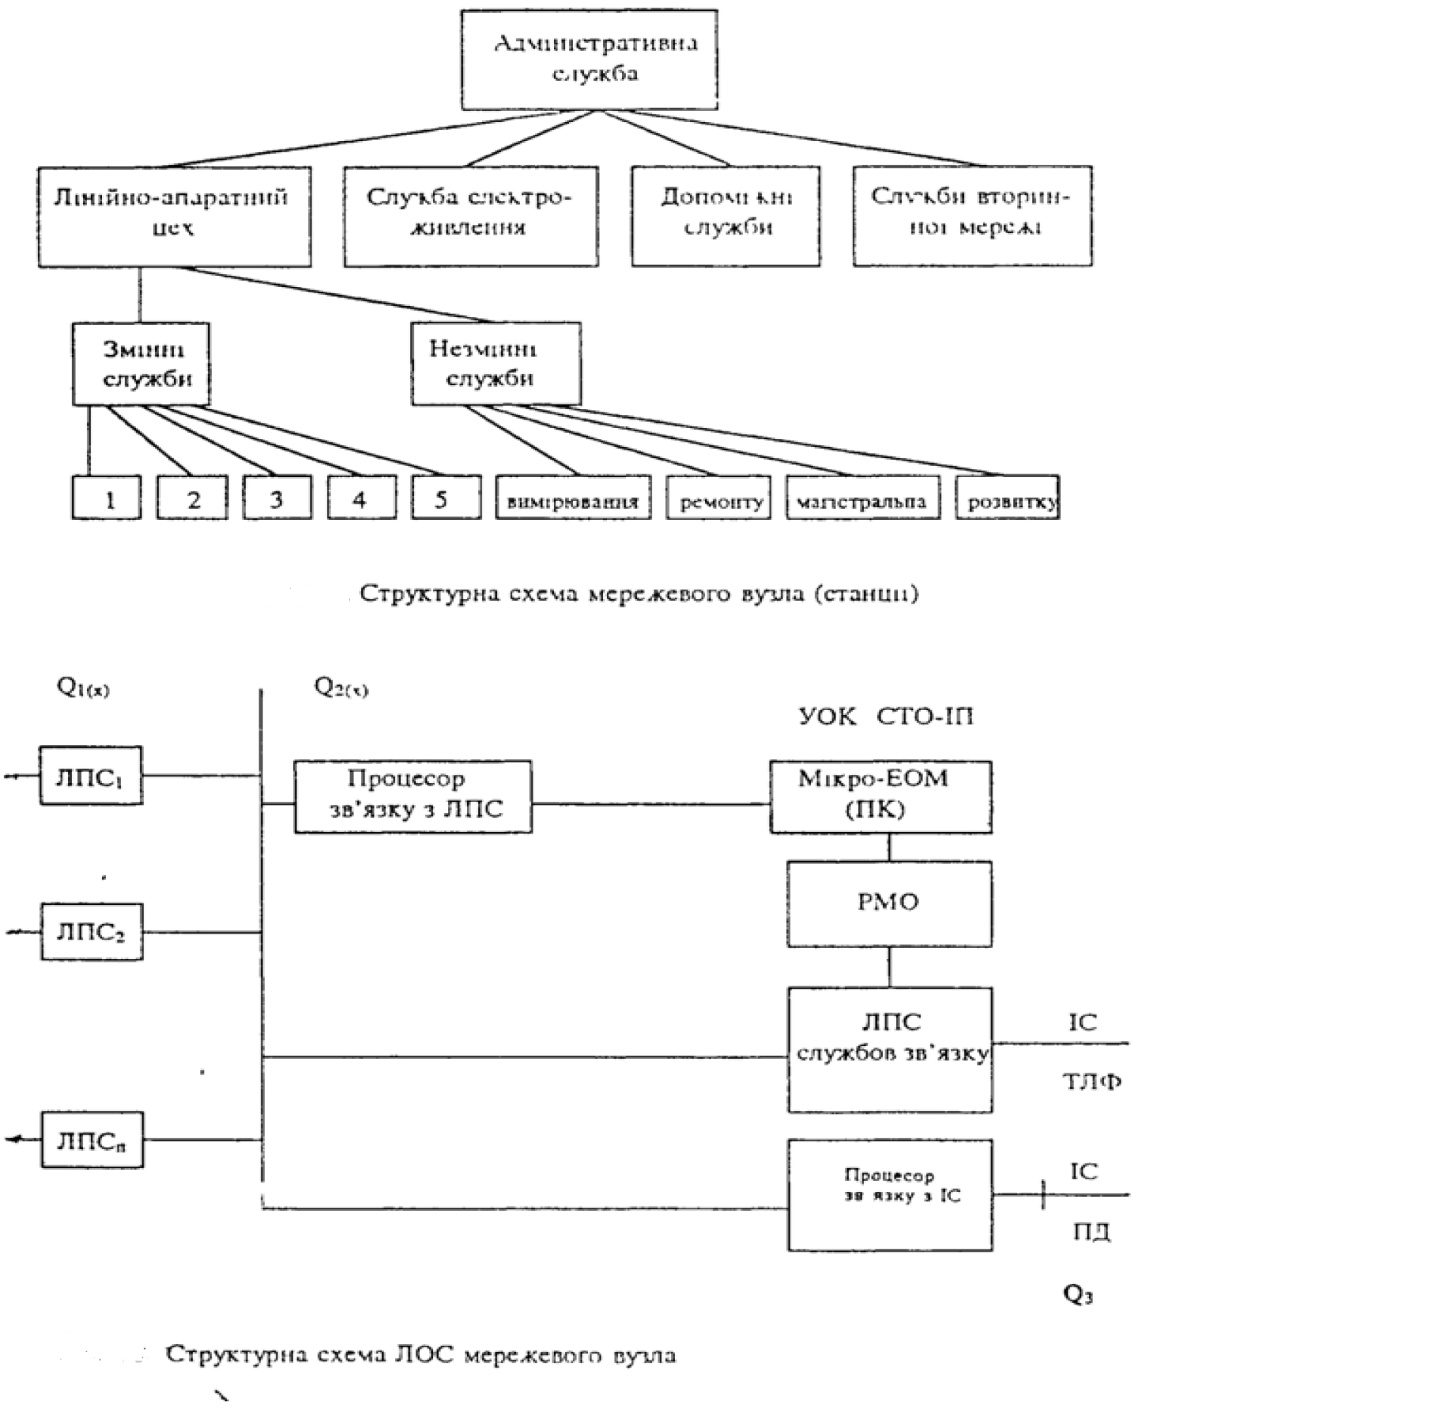 Адміністративна
служба
Лінійно-апаратний
цех
Служба електро-
живлення
Допоміжні
служби
Служби вторин-
ної мережі
Змінні
служби
Незмінні
служби
1
2
3
4
5
вимірювання
ремонту
магістральна
розвитку
Структурна схема мережевого вузла (станції)
Q1(x)
Q2(x)
УОК СТО-ІП
ЛПС1
Процесор
зв'язку з ЛПС
Мікро-ЕОМ
(ПК)
РМО
ЛПС2
ЛПС
службов зв'язку
ІС
ТЛФ
ЛПСп
Процесор
зв язку з ІС
ІС
ПД
Q3
Структурна схема ЛОС мережевого вузла